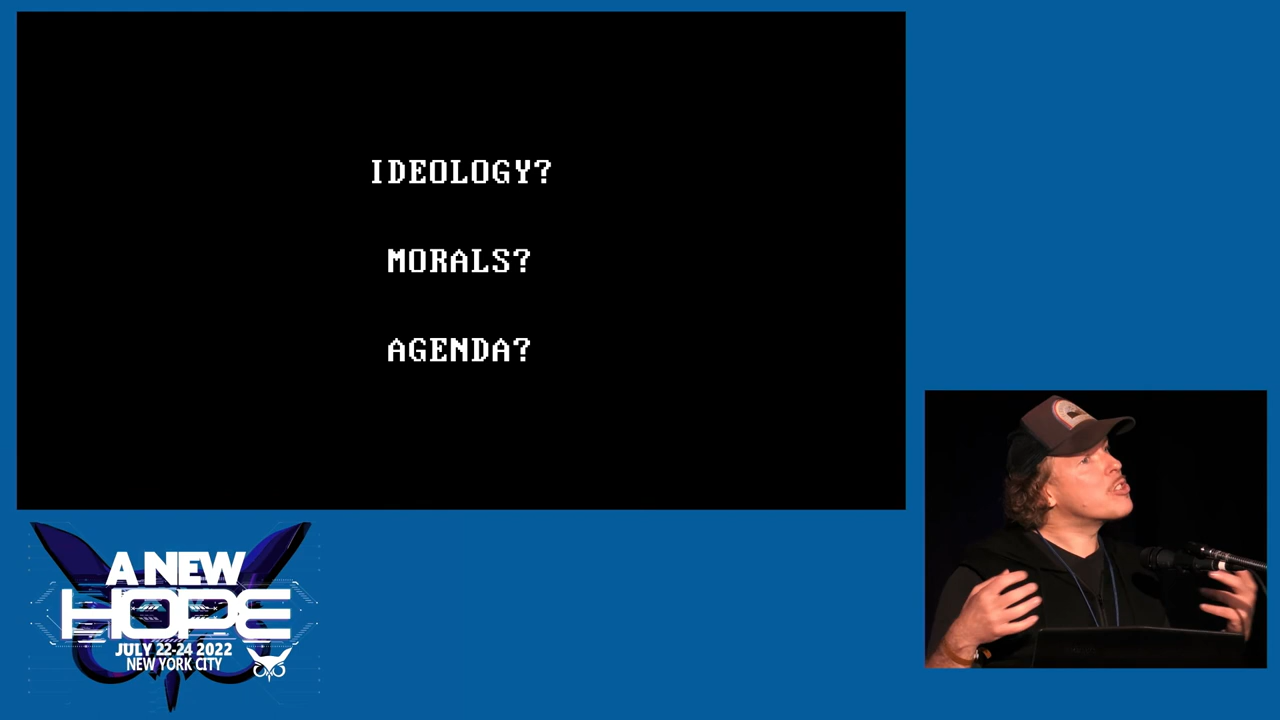 IDEOLOGY?
MORALS?
AGENDA?
A NEW
HOPE
JULY 22-24 2022
NEW YORK CITY